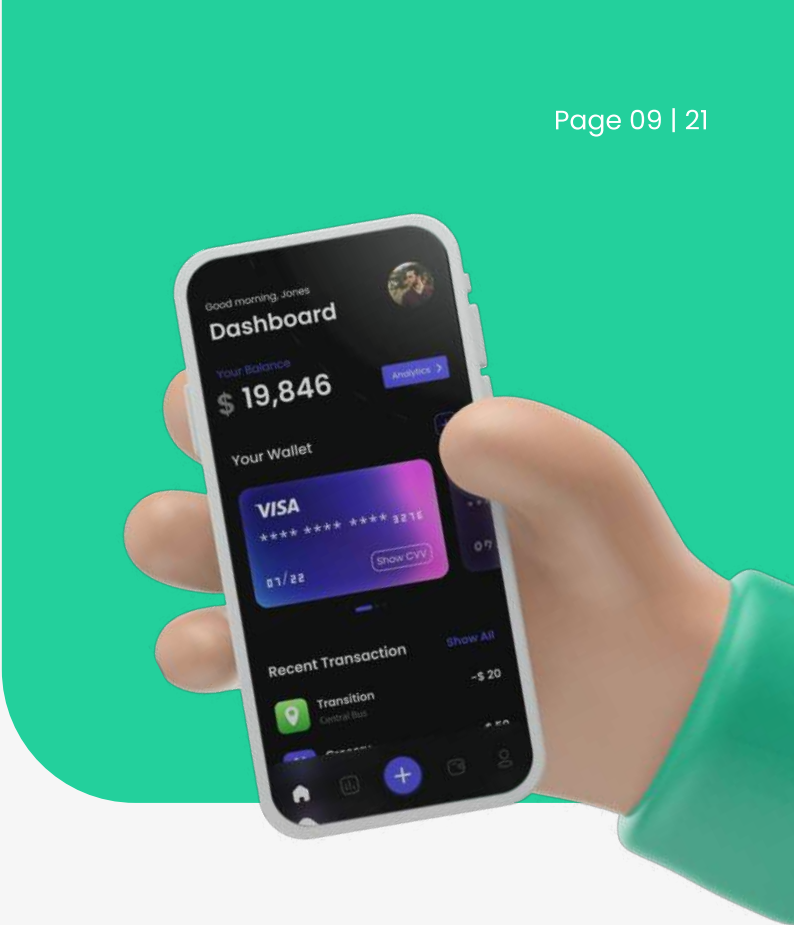 Page 09 | 21
Good morning, Jones
Dashboard
Your Balance
$ 19,846
Analytics >
Your Wallet
VISA
**** **** **** 3276
07/22
Show CVV
07
Recent Transaction
Show All
Transition
-$ 20
Central Bus